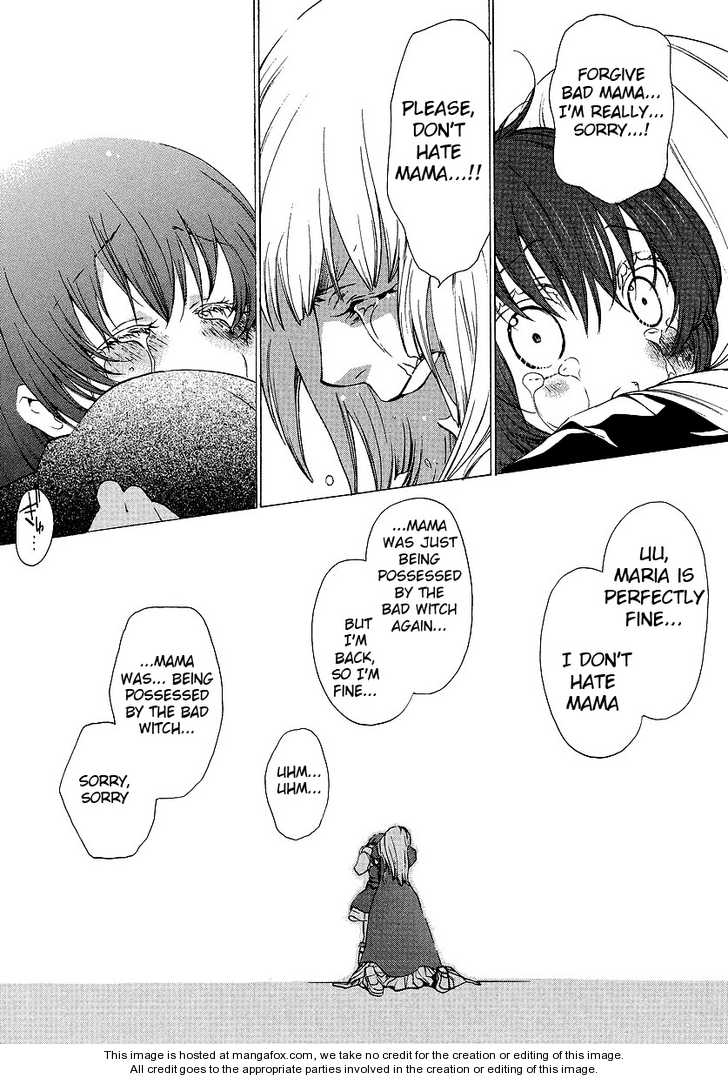 FORGIVE
BAD MAMA...
I'M REALLY...
SORRY...!
PLEASE,
DON'T
HATE
MAMA...!!
UU,
MARIA IS
PERFECTLY
FINE...
I DON'T
HATE
MAMA
...MAMA
WAS JUST
BEING
POSSESSED
BY THE
BAD WITCH
AGAIN...
BUT
I'M
BACK,
SO I'M
FINE...
UHM...
UHM...
...MAMA
WAS... BEING
POSSESSED
BY THE BAD
WITCH...
SORRY,
SORRY
This image is hosted at mangafox.com, we take no credit for the creation or editing of this image.
All credit goes to the appropriate parties involved in the creation or editing of this image.